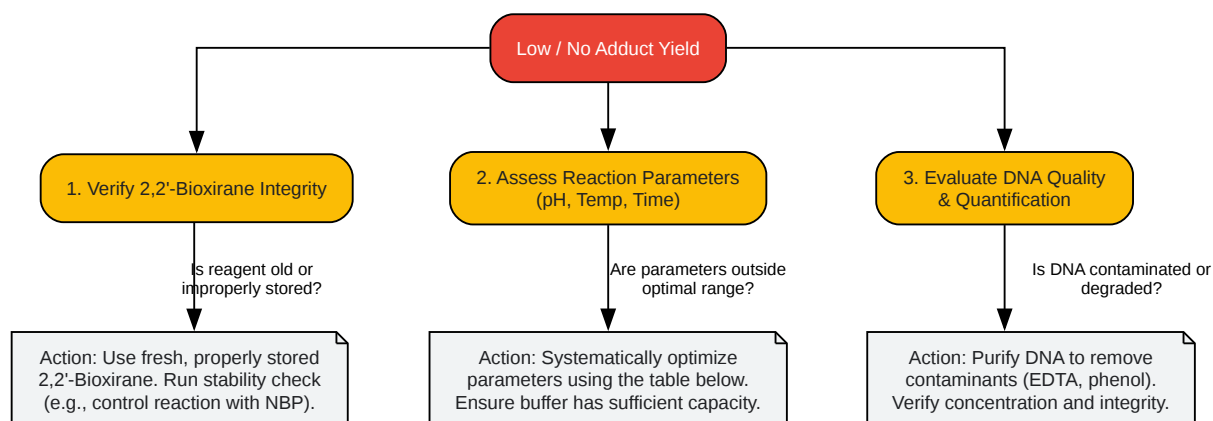 Low / No Adduct Yield
1. Verify 2,2'-Bioxirane Integrity
2. Assess Reaction Parameters
(pH, Temp, Time)
3. Evaluate DNA Quality
& Quantification
Is reagent old or
improperly stored?
Are parameters outside
optimal range?
Is DNA contaminated or
degraded?
Action: Use fresh, properly stored
2,2'-Bioxirane. Run stability check
(e.g., control reaction with NBP).
Action: Systematically optimize
parameters using the table below.
Ensure buffer has sufficient capacity.
Action: Purify DNA to remove
contaminants (EDTA, phenol).
Verify concentration and integrity.